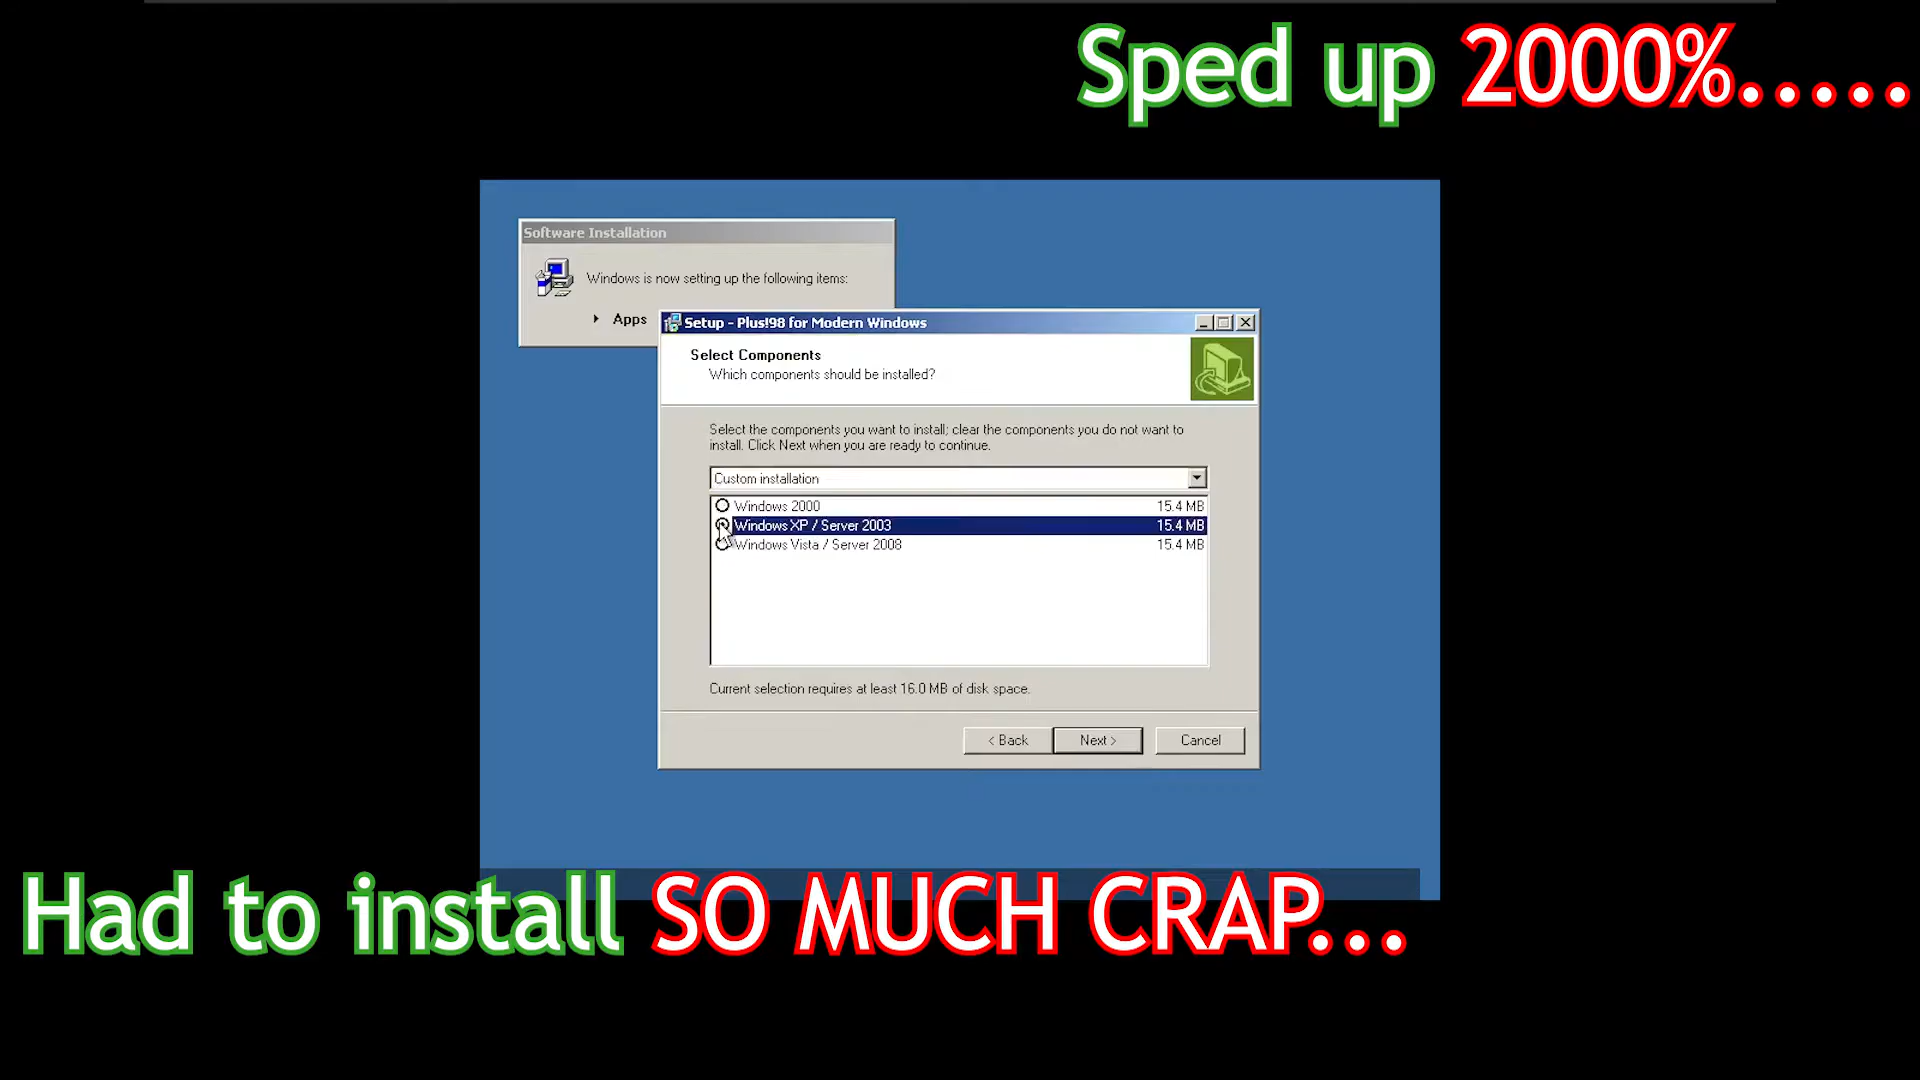 Sped up 2000%.....
Software Installation
Windows is now setting up the following items:
Apps
Setup - Plus!98 for Modern Windows
Select Components
Which components should be installed?
Select the components you want to install; clear the components you do not want to
install. Click Next when you are ready to continue.
Custom installation
Windows 2000 15.4 MB
Windows XP / Server 2003 15.4 MB
Windows Vista / Server 2008 15.4 MB
Current selection requires at least 16.0 MB of disk space.
< Back Next > Cancel
Had to install SO MUCH CRAP...